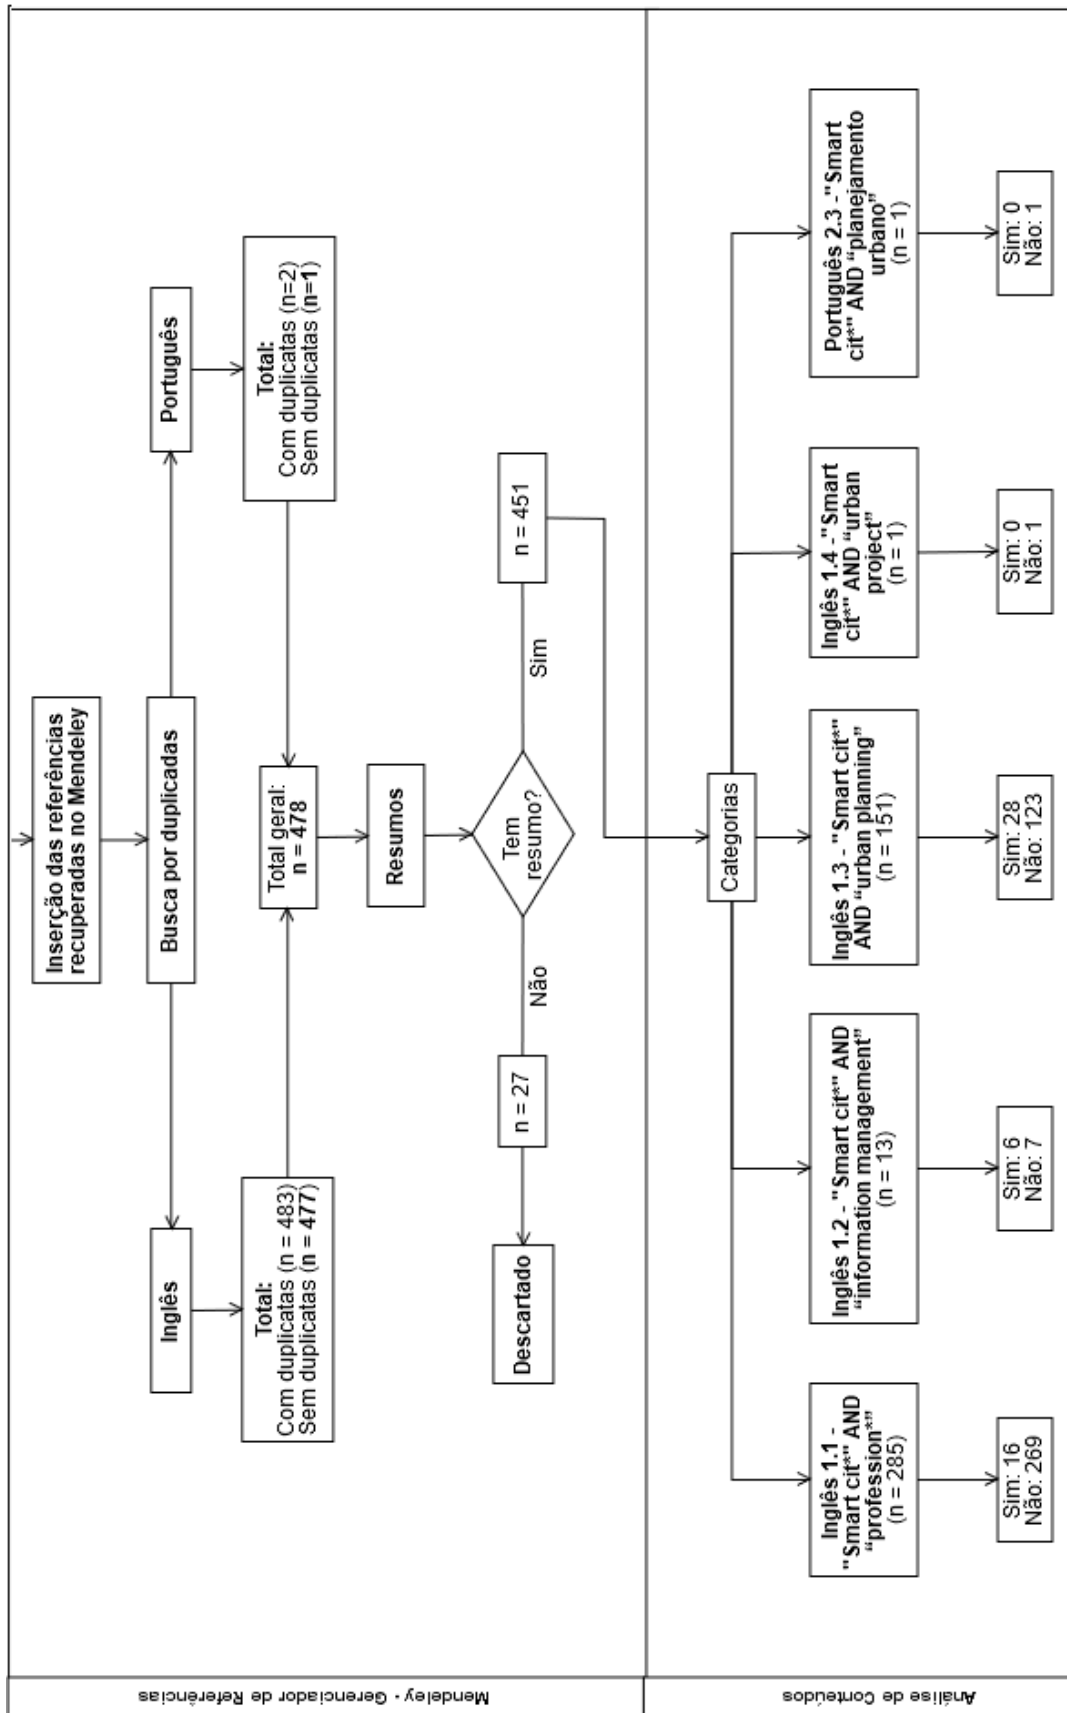 Mendeley - Gerenciador de Referências
Inserção das referências
recuperadas no Mendeley
Busca por duplicadas
Inglês
Português
Total:
Com duplicatas (n = 483)
Sem duplicatas (n = 477)
Total geral:
n = 478
Total:
Com duplicatas (n=2)
Sem duplicatas (n=1)
Resumos
Tem
resumo?
Não
Sim
Descartado
n = 27
n = 451
Análise de Conteúdos
Categorias
Inglês 1.1 -
"Smart cit*" AND
“profession*”
(n = 285)
Inglês 1.2 - "Smart cit*" AND
“information management”
(n = 13)
Inglês 1.3 - "Smart cit*"
AND “urban planning”
(n = 151)
Inglês 1.4 -"Smart
cit*" AND “urban
project”
(n = 1)
Português 2.3 -"Smart
cit*" AND “planejamento
urbano”
(n = 1)
Sim: 16
Não: 269
Sim: 6
Não: 7
Sim: 28
Não: 123
Sim: 0
Não: 1
Sim: 0
Não: 1